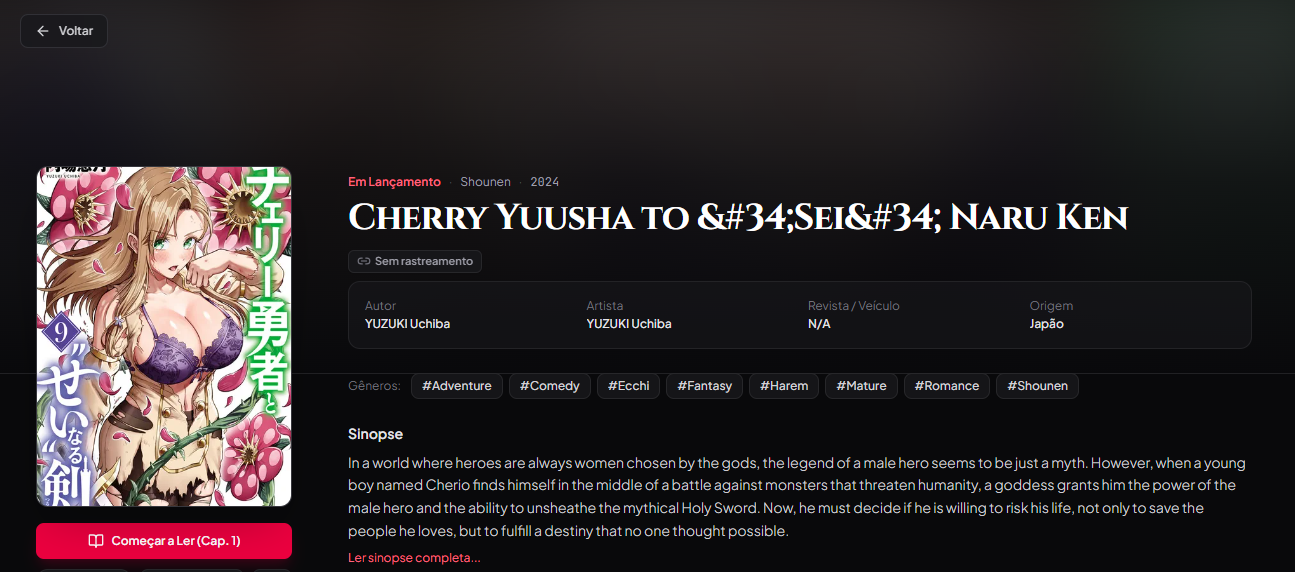 Voltar
YUZUKI UCHIBA
チェリー勇者と
9
"せい"なる剣
Em Lançamento · Shounen · 2024
Cherry Yuusha to &#34;Sei&#34; Naru Ken
Sem rastreamento
Autor
YUZUKI Uchiba
Artista
YUZUKI Uchiba
Revista / Veículo
N/A
Origem
Japão
Gêneros: #Adventure #Comedy #Ecchi #Fantasy #Harem #Mature #Romance #Shounen
Sinopse
In a world where heroes are always women chosen by the gods, the legend of a male hero seems to be just a myth. However, when a young
boy named Cherio finds himself in the middle of a battle against monsters that threaten humanity, a goddess grants him the power of the
male hero and the ability to unsheathe the mythical Holy Sword. Now, he must decide if he is willing to risk his life, not only to save the
people he loves, but to fulfill a destiny that no one thought possible.
Ler sinopse completa...
Começar a Ler (Cap. 1)